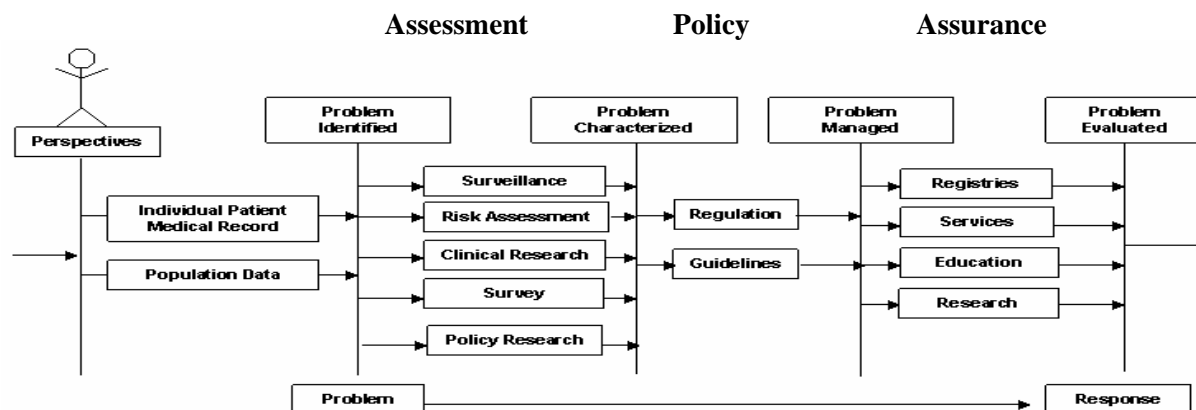 Assessment
Policy
Assurance
Perspectives
Individual Patient
Medical Record
Population Data
Problem
Identified
Surveillance
Risk Assessment
Clinical Research
Survey
Policy Research
Problem
Characterized
Regulation
Guidelines
Problem
Managed
Registries
Services
Education
Research
Problem
Evaluated
Problem
Response